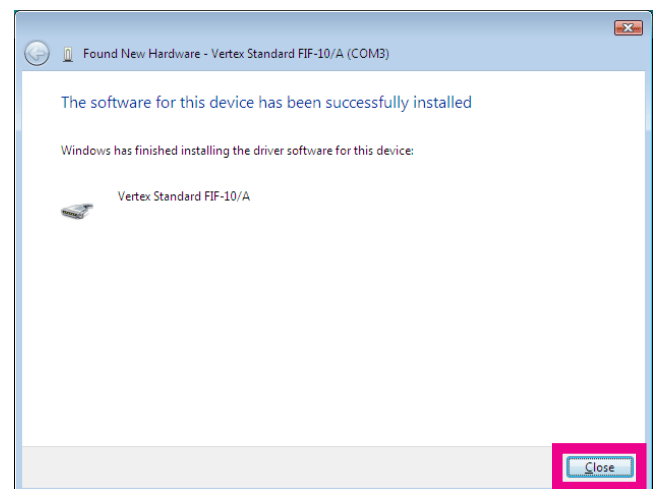 Found New Hardware - Vertex Standard FIF-10/A (COM3)
The software for this device has been successfully installed
Windows has finished installing the driver software for this device:
Vertex Standard FIF-10/A
Close